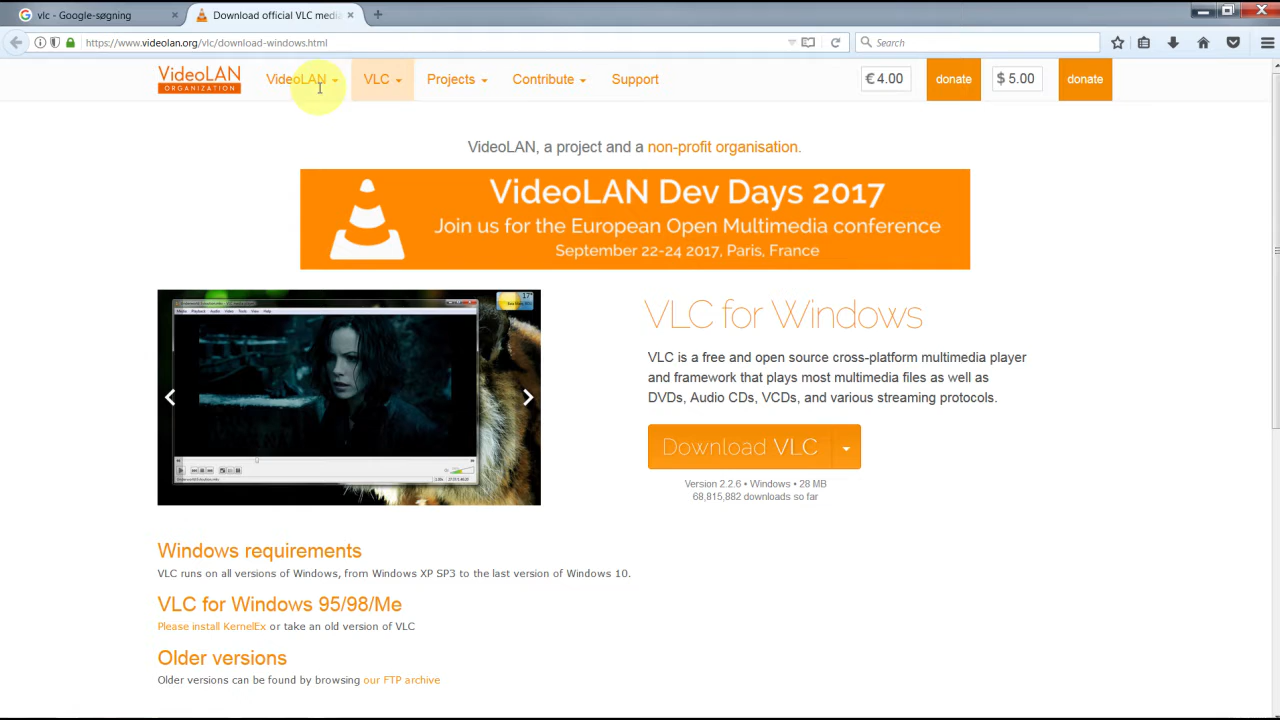 vlc - Google-søgning
Download official VLC medi
https://www.videolan.org/vlc/download-windows.html
Search
VideoLAN
ORGANIZATION
VideoLAN
VLC
Projects
Contribute
Support
€ 4.00
donate
$ 5.00
donate
VideoLAN, a project and a non-profit organisation.
VideoLAN Dev Days 2017
Join us for the European Open Multimedia conference
September 22-24 2017, Paris, France
VLC for Windows
VLC is a free and open source cross-platform multimedia player
and framework that plays most multimedia files as well as
DVDs, Audio CDs, VCDs, and various streaming protocols.
Download VLC
Version 2.2.6 • Windows • 28 MB
68,815,882 downloads so far
Windows requirements
VLC runs on all versions of Windows, from Windows XP SP3 to the last version of Windows 10.
VLC for Windows 95/98/Me
Please install KernelEx or take an old version of VLC
Older versions
Older versions can be found by browsing our FTP archive